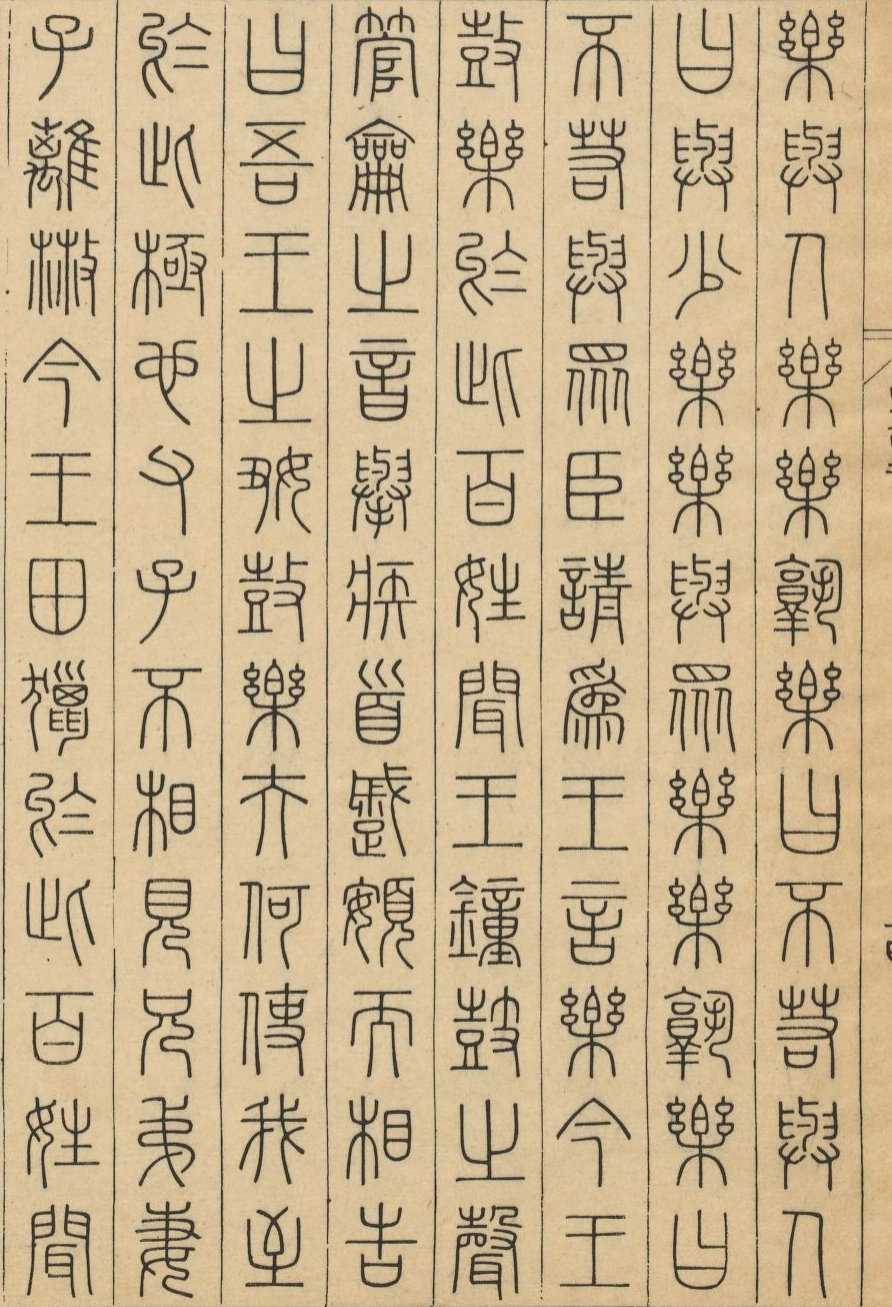 樂與人樂樂孰樂曰不若與人
曰與少樂樂與眾樂樂孰樂曰
不若與眾臣請為王言樂今王
鼓樂於此百姓聞王鐘鼓之聲
管龠之音舉疾首蹙頞而相告
曰吾王之好鼓樂夫何使我至
於此極也父子不相見兄弟妻
子離散今王田獵於此百姓聞